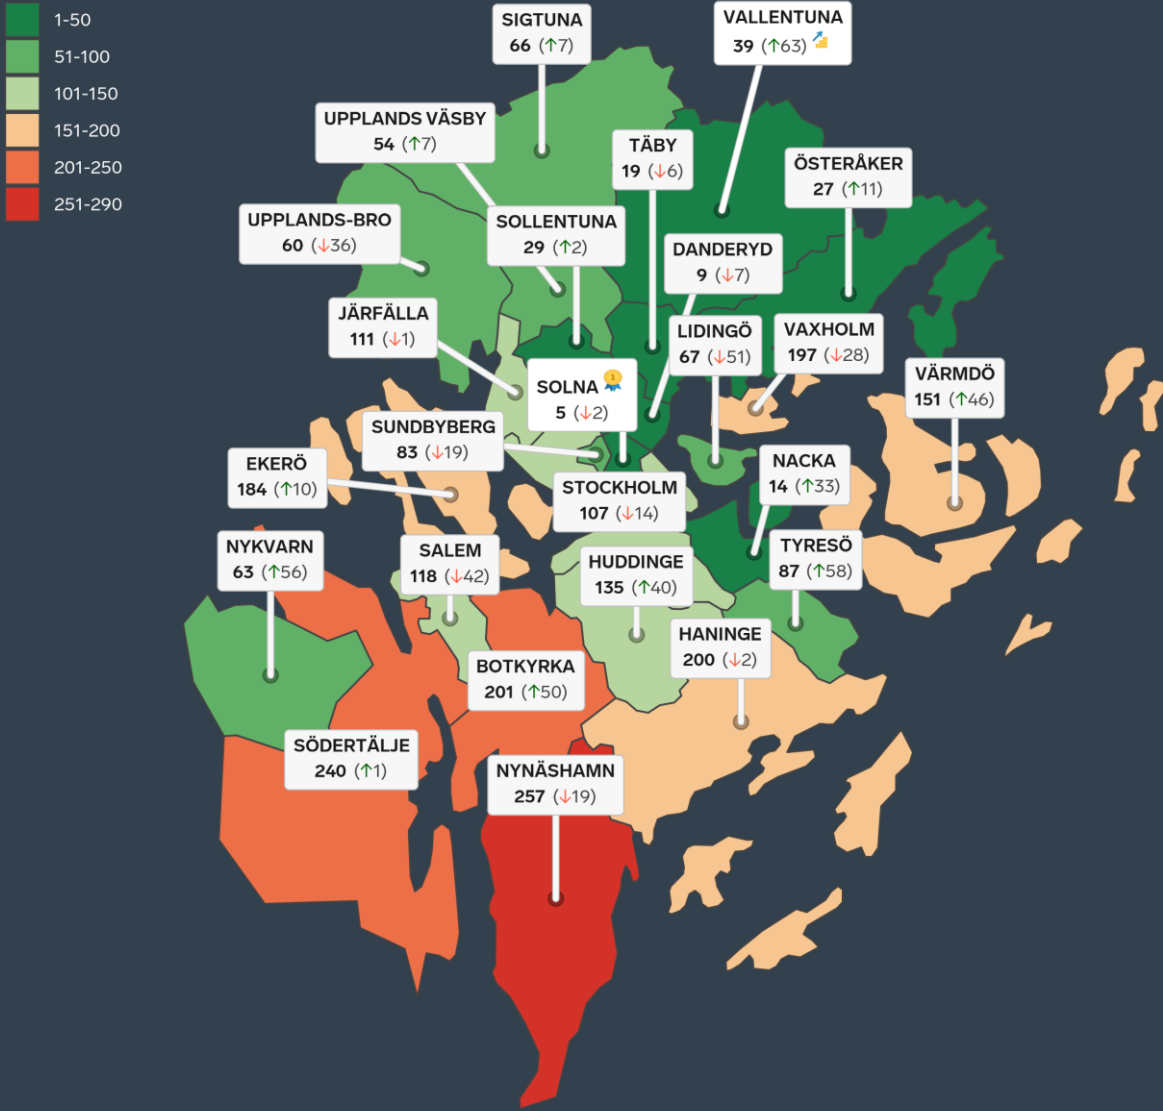 1-50
51-100
101-150
151-200
201-250
251-290
SIGTUNA
66 (↑7)
VALLENTUNA
39 (↑63)
UPPLANDS VÄSBY
54 (↑7)
TÄBY
19 (↓6)
ÖSTERÅKER
27 (↑11)
UPPLANDS-BRO
60 (↓36)
SOLLENTUNA
29 (↑2)
DANDERYD
9 (↓7)
JÄRFÄLLA
111 (↓1)
LIDINGÖ
67 (↓51)
VAXHOLM
197 (↓28)
VÄRMDÖ
151 (↑46)
SOLNA 1
5 (↓2)
SUNDBYBERG
83 (↓19)
EKERÖ
184 (↑10)
NACKA
14 (↑33)
STOCKHOLM
107 (↓14)
NYKVARN
63 (↑56)
SALEM
118 (↓42)
HUDDINGE
135 (↑40)
TYRESÖ
87 (↑58)
HANINGE
200 (↓2)
BOTKYRKA
201 (↑50)
SÖDERTÄLJE
240 (↑1)
NYNÄSHAMN
257 (↓19)